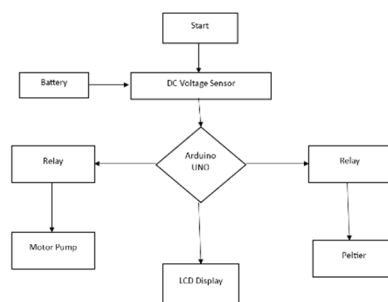 Start
Battery
DC Voltage Sensor
Relay
Arduino
UNO
Relay
Motor Pump
LCD Display
Peltier